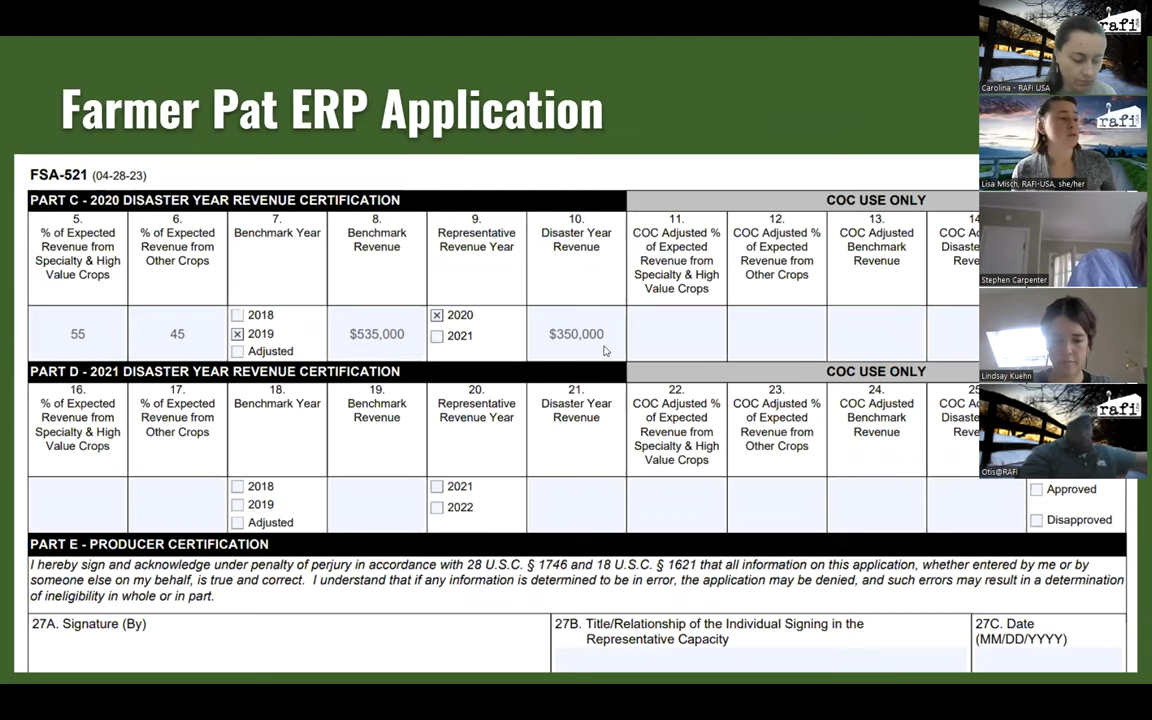 Farmer Pat ERP Application
FSA-521 (04-28-23)
PART C - 2020 DISASTER YEAR REVENUE CERTIFICATION
COC USE ONLY
5.
% of Expected
Revenue from
Specialty & High
Value Crops
6.
% of Expected
Revenue from
Other Crops
7.
Benchmark Year
8.
Benchmark
Revenue
9.
Representative
Revenue Year
10.
Disaster Year
Revenue
11.
COC Adjusted %
of Expected
Revenue from
Specialty & High
Value Crops
12.
COC Adjusted %
of Expected
Revenue from
Other Crops
13.
COC Adjusted
Benchmark
Revenue
55
45
2018
2019
Adjusted
$535,000
2020
2021
$350,000
PART D - 2021 DISASTER YEAR REVENUE CERTIFICATION
COC USE ONLY
16.
% of Expected
Revenue from
Specialty & High
Value Crops
17.
% of Expected
Revenue from
Other Crops
18.
Benchmark Year
19.
Benchmark
Revenue
20.
Representative
Revenue Year
21.
Disaster Year
Revenue
22.
COC Adjusted %
of Expected
Revenue from
Specialty & High
Value Crops
23.
COC Adjusted %
of Expected
Revenue from
Other Crops
24.
COC Adjusted
Benchmark
Revenue
2018
2019
Adjusted
2021
2022
Approved
Disapproved
PART E - PRODUCER CERTIFICATION
I hereby sign and acknowledge under penalty of perjury in accordance with 28 U.S.C. § 1746 and 18 U.S.C. § 1621 that all information on this application, whether entered by me or by
someone else on my behalf, is true and correct. I understand that if any information is determined to be in error, the application may be denied, and such errors may result in a determination
of ineligibility in whole or in part.
27A. Signature (By)
27B. Title/Relationship of the Individual Signing in the
Representative Capacity
27C. Date
(MM/DD/YYYY)
rafi
Carolina - RAFI USA
rafi
Lisa Misch, RAFI-USA, she/her
Stephen Carpenter
Lindsay Kuehn
rafi
Otis@RAFI